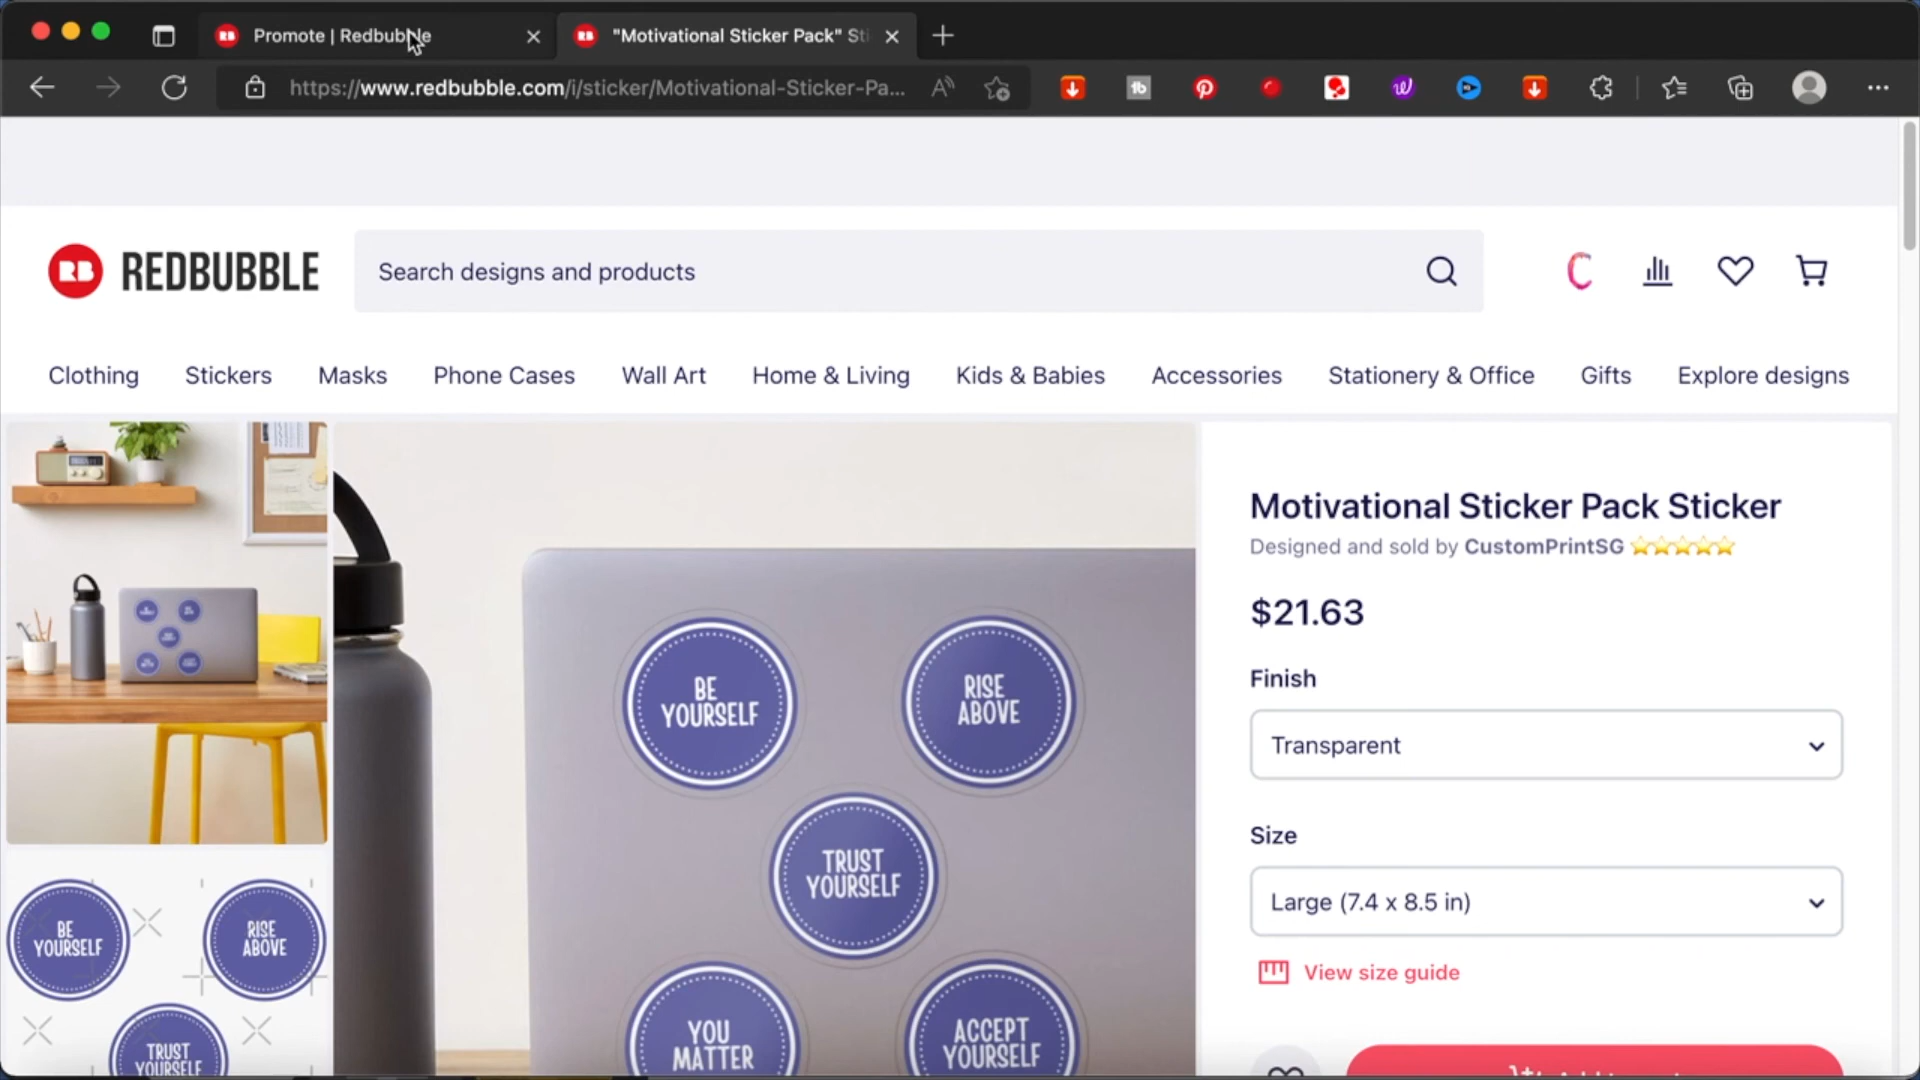 Promote | Redbubble
"Motivational Sticker Pack" Sti
https://www.redbubble.com/i/sticker/Motivational-Sticker-Pa...
RB REDBUBBLE
Search designs and products
Clothing Stickers Masks Phone Cases Wall Art Home & Living Kids & Babies Accessories Stationery & Office Gifts Explore designs
BE
YOURSELF
RISE
ABOVE
TRUST
YOURSELF
YOU
MATTER
ACCEPT
YOURSELF
BE
YOURSELF
RISE
ABOVE
TRUST
YOURSELF
Motivational Sticker Pack Sticker
Designed and sold by CustomPrintSG
$21.63
Finish
Transparent
Size
Large (7.4 x 8.5 in)
View size guide